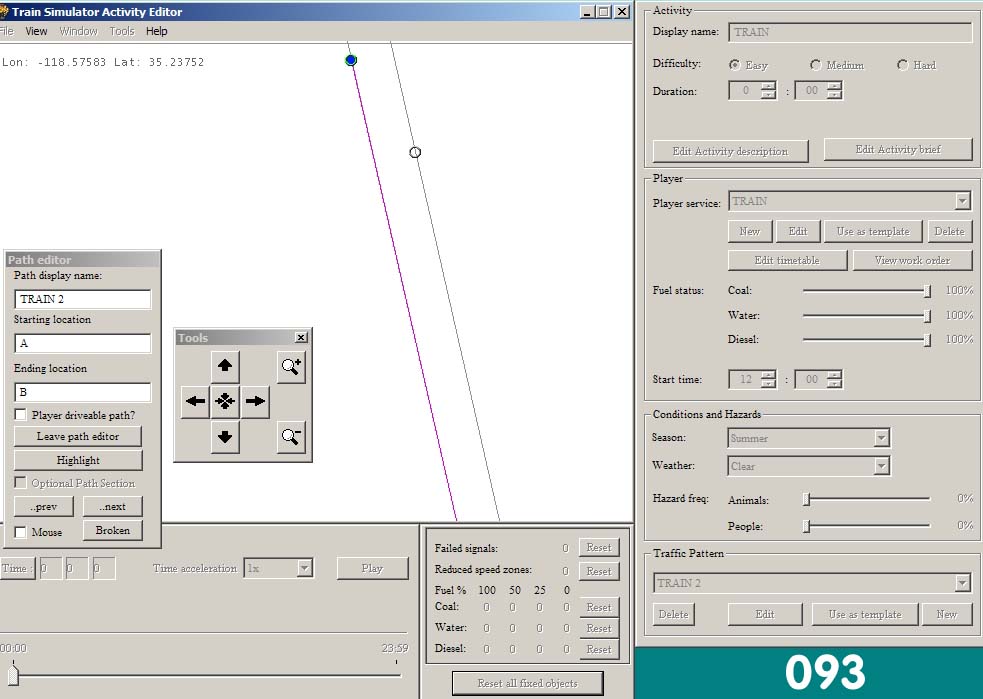 Train Simulator Activity Editor
File View Window Tools Help
Lon: -118.57583 Lat: 35.23752
Path editor
Path display name:
TRAIN 2
Starting location
A
Ending location
B
Player driveable path?
Leave path editor
Highlight
Optional Path Section
..prev ..next
Mouse Broken
Tools
Time : 0 0 0 Time acceleration 1x Play
00:00 23:59
Failed signals: 0 Reset
Reduced speed zones: 0 Reset
Fuel % 100 50 25 0
Coal: 0 0 0 0 Reset
Water: 0 0 0 0 Reset
Diesel: 0 0 0 0 Reset
Reset all fixed objects
Activity
Display name: TRAIN
Difficulty: Easy Medium Hard
Duration: 0 : 00
Edit Activity description Edit Activity brief
Player
Player service: TRAIN
New Edit Use as template Delete
Edit timetable View work order
Fuel status: Coal: 100%
Water: 100%
Diesel: 100%
Start time: 12 : 00
Conditions and Hazards
Season: Summer
Weather: Clear
Hazard freq: Animals: 0%
People: 0%
Traffic Pattern
TRAIN 2
Delete Edit Use as template New
093